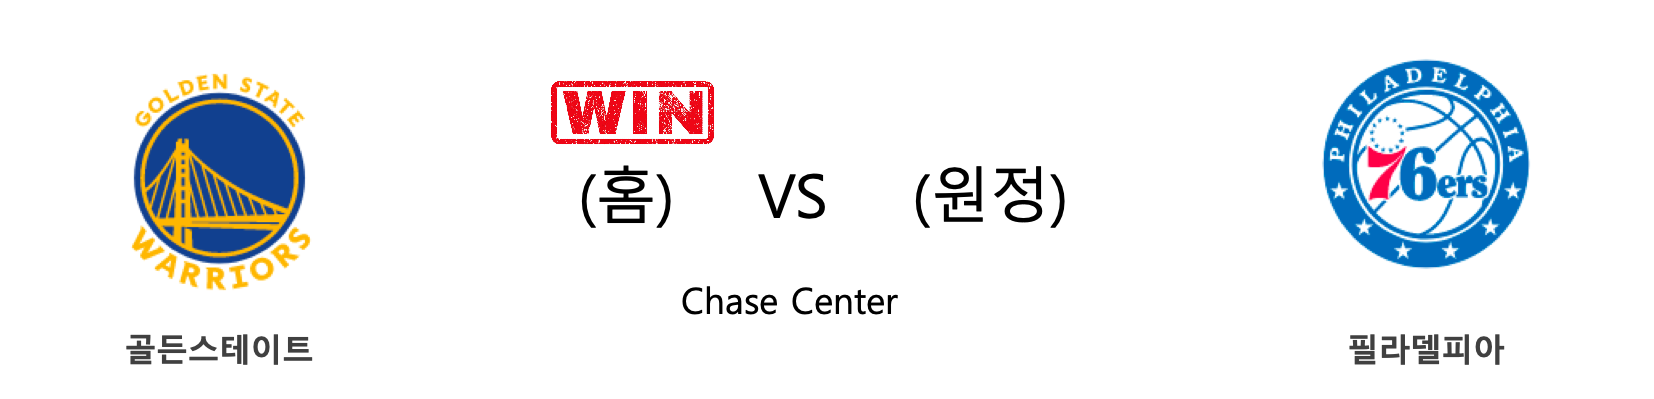 GOLDEN STATE
WARRIORS
WIN
(홈) VS (원정)
Chase Center
PHILADELPHIA
76ers
골든스테이트
필라델피아